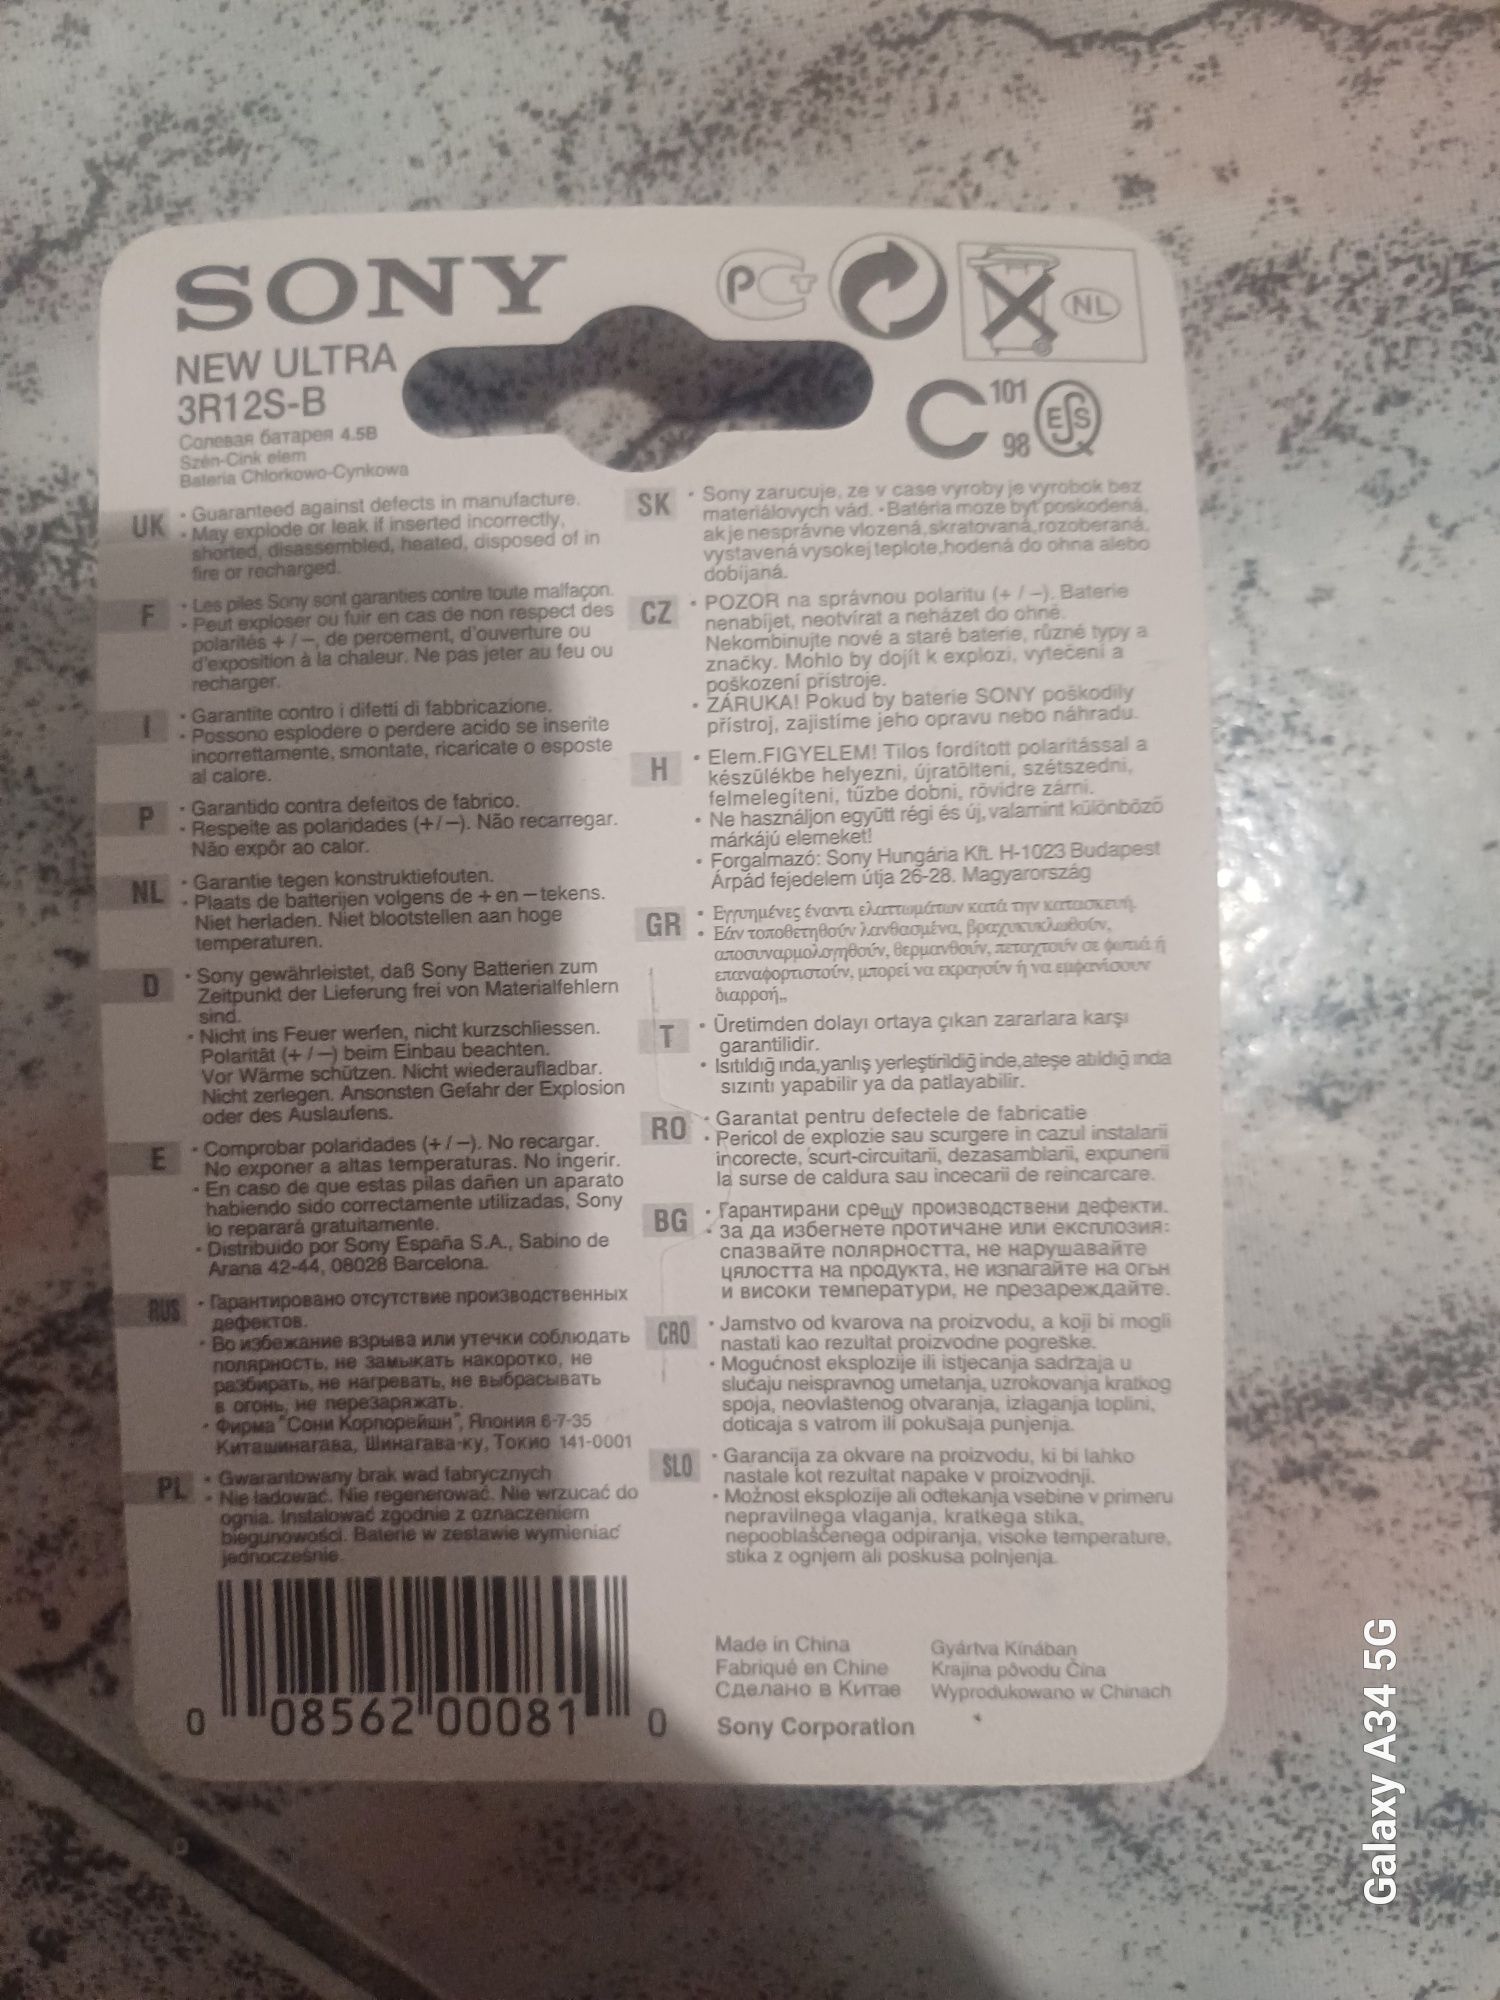 SONY
NEW ULTRA
3R12S-B
Солевая батарея 4.5В
Szén-Cink elem
Bateria Chlorkowo-Cynkowa
NL
101
98
UK
• Guaranteed against defects in manufacture.
• May explode or leak if inserted incorrectly,
shorted, disassembled, heated, disposed of in
fire or recharged.
F
• Les piles Sony sont garanties contre toute malfaçon.
• Peut exploser ou fuir en cas de non respect des
polarités +/−, de percement, d'ouverture ou
d'exposition à la chaleur. Ne pas jeter au feu ou
recharger.
I
• Garantite contro i difetti di fabbricazione.
• Possono esplodere o perdere acido se inserite
incorrettamente, smontate, ricaricate o esposte
al calore.
P
• Garantido contra defeitos de fabrico.
• Respeite as polaridades (+/−). Não recarregar.
Não expôr ao calor.
NL
• Garantie tegen konstruktiefouten.
• Plaats de batterijen volgens de + en − tekens.
Niet herladen. Niet blootstellen aan hoge
temperaturen.
D
• Sony gewährleistet, daß Sony Batterien zum
Zeitpunkt der Lieferung frei von Materialfehlern
sind.
• Nicht ins Feuer werfen, nicht kurzschliessen.
Polarität (+/−) beim Einbau beachten.
Vor Wärme schützen. Nicht wiederaufladbar.
Nicht zerlegen. Ansonsten Gefahr der Explosion
oder des Auslaufens.
E
• Comprobar polaridades (+/−). No recargar.
No exponer a altas temperaturas. No ingerir.
• En caso de que estas pilas dañen un aparato
habiendo sido correctamente utilizadas, Sony
lo reparará gratuitamente.
• Distribuido por Sony España S.A., Sabino de
Arana 42-44, 08028 Barcelona.
RUS
• Гарантировано отсутствие производственных
дефектов.
• Во избежание взрыва или утечки соблюдать
полярность, не замыкать накоротко, не
разбирать, не нагревать, не выбрасывать
в огонь, не перезаряжать.
• Фирма "Сони Корпорейшн", Япония 6-7-35
Киташинагава, Шинагава-ку, Токио 141-0001
PL
• Gwarantowany brak wad fabrycznych
• Nie ładować. Nie regenerować. Nie wrzucać do
ognia. Instalować zgodnie z oznaczeniem
biegunowości. Baterie w zestawie wymieniać
jednocześnie.
0 08562 00081 0
SK
• Sony zarucuje, ze v case vyroby je vyrobok bez
materiálovych vád. • Batéria moze byť poskodená,
ak je nesprávne vlozená, skratovaná, rozoberaná,
vystavená vysokej teplote, hodená do ohna alebo
dobíjaná.
CZ
• POZOR na správnou polaritu (+ / −). Baterie
nenabíjet, neotvírat a neházet do ohně.
Nekombinujte nové a staré baterie, různé typy a
značky. Mohlo by dojít k explozi, vytečení a
poškození přístroje.
• ZÁRUKA! Pokud by baterie SONY poškodily
přístroj, zajistíme jeho opravu nebo náhradu.
H
• Elem.FIGYELEM! Tilos fordított polaritással a
készülékbe helyezni, újratölteni, szétszedni,
felmelegíteni, tűzbe dobni, rövidre zárni.
• Ne használjon együtt régi és új, valamint különböző
márkájú elemeket!
• Forgalmazó: Sony Hungária Kft. H-1023 Budapest
Árpád fejedelem útja 26-28. Magyarország
GR
• Εγγυημένες έναντι ελαττωμάτων κατά την κατασκευή.
• Εάν τοποθετηθούν λανθασμένα, βραχυκυκλωθούν,
αποσυναρμολογηθούν, θερμανθούν, πεταχτούν σε φωτιά ή
επαναφορτιστούν, μπορεί να εκραγούν ή να εμφανίσουν
διαρροή,,
T
• Üretimden dolayı ortaya çıkan zararlara karşı
garantilidir.
• Isıtıldığ ında,yanlış yerleştirildiğ inde,ateşe atıldığ ında
sızıntı yapabilir ya da patlayabilir.
RO
• Garantat pentru defectele de fabricatie
• Pericol de explozie sau scurgere in cazul instalarii
incorecte, scurt-circuitarii, dezasamblarii, expunerii
la surse de caldura sau incecarii de reincarcare.
BG
• Гарантирани срещу производствени дефекти.
• за да избегнете протичане или експлозия:
спазвайте полярността, не нарушавайте
цялостта на продукта, не излагайте на огън
и високи температури, не презареждайте.
CRO
• Jamstvo od kvarova na proizvodu, a koji bi mogli
nastati kao rezultat proizvodne pogreške.
• Mogućnost eksplozije ili istjecanja sadrzaja u
slućaju neispravnog umetanja, uzrokovanja kratkog
spoja, neovlaštenog otvaranja, izlaganja toplini,
doticaja s vatrom ili pokušaja punjenja.
SLO
• Garancija za okvare na proizvodu, ki bi lahko
nastale kot rezultat napake v proizvodnji.
• Možnost eksplozije ali odtekanja vsebine v primeru
nepravilnega vlaganja, kratkega stika,
nepooblaščenega odpiranja, visoke temperature,
stika z ognjem ali poskusa polnjenja.
Made in China
Fabriqué en Chine
Сделано в Китае
Gyártva Kínában
Krajina pôvodu Čína
Wyprodukowano w Chinach
Sony Corporation
Galaxy A34 5G